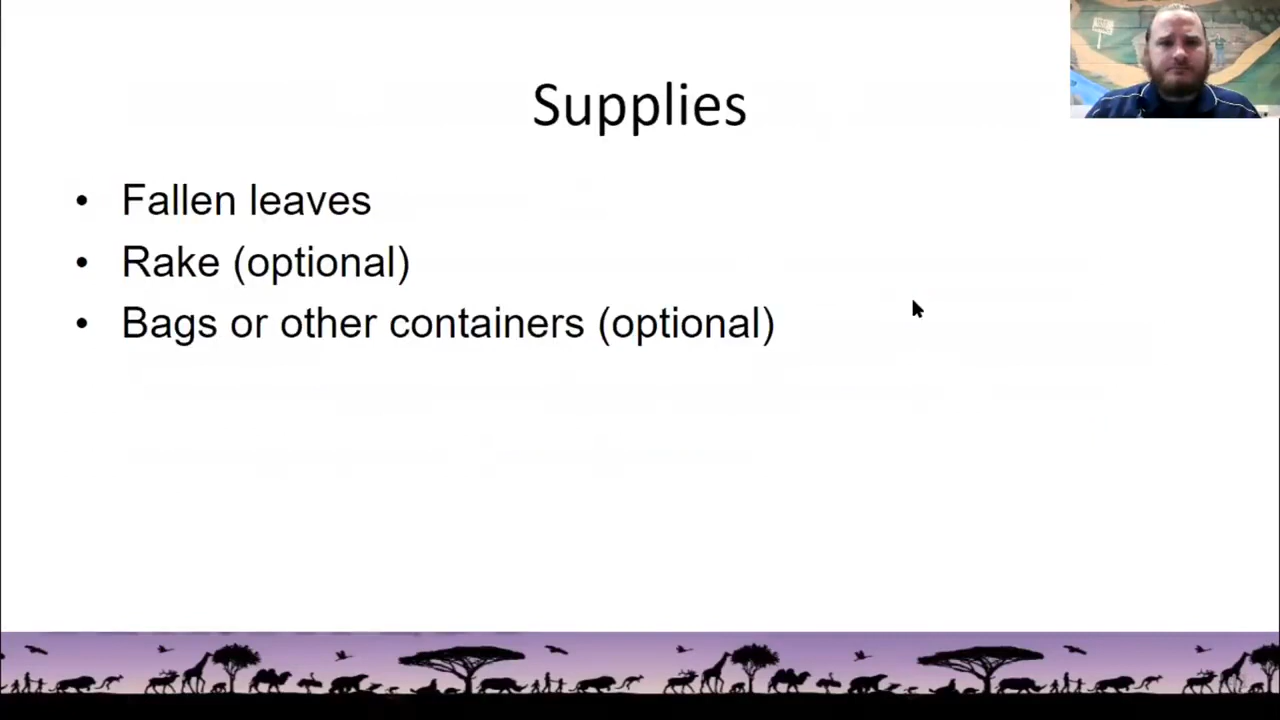 Supplies
• Fallen leaves
• Rake (optional)
• Bags or other containers (optional)